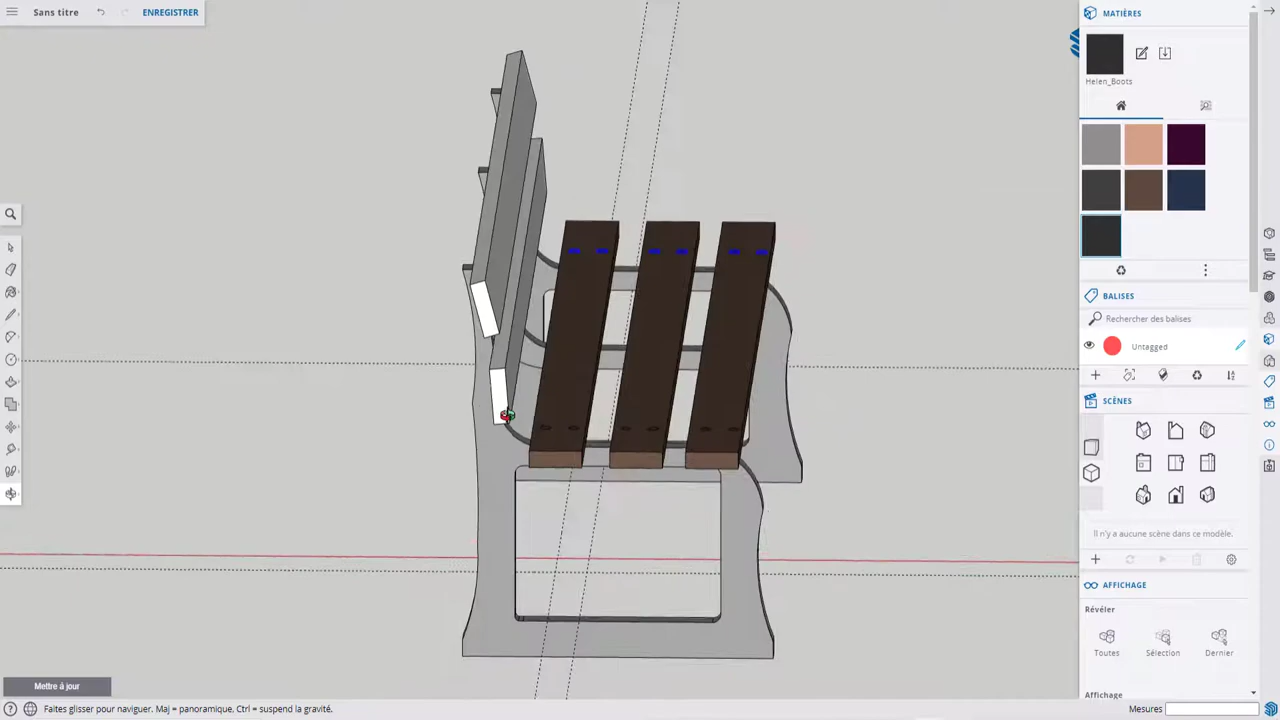 Sans titre
ENREGISTRER
MATIÈRES
Helen_Boots
BALISES
Rechercher des balises
Untagged
SCÈNES
Il n'y a aucune scène dans ce modèle.
AFFICHAGE
Révéler
Toutes
Sélection
Dernier
Affichage
Mettre à jour
Faites glisser pour naviguer. Maj = panoramique, Ctrl = suspend la gravité.
Mesures